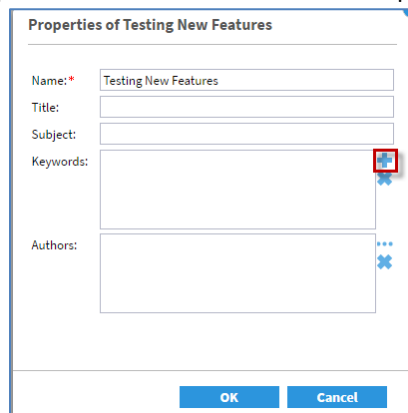 Properties of Testing New Features
Name:* Testing New Features
Title:
Subject:
Keywords:
Authors:
OK Cancel